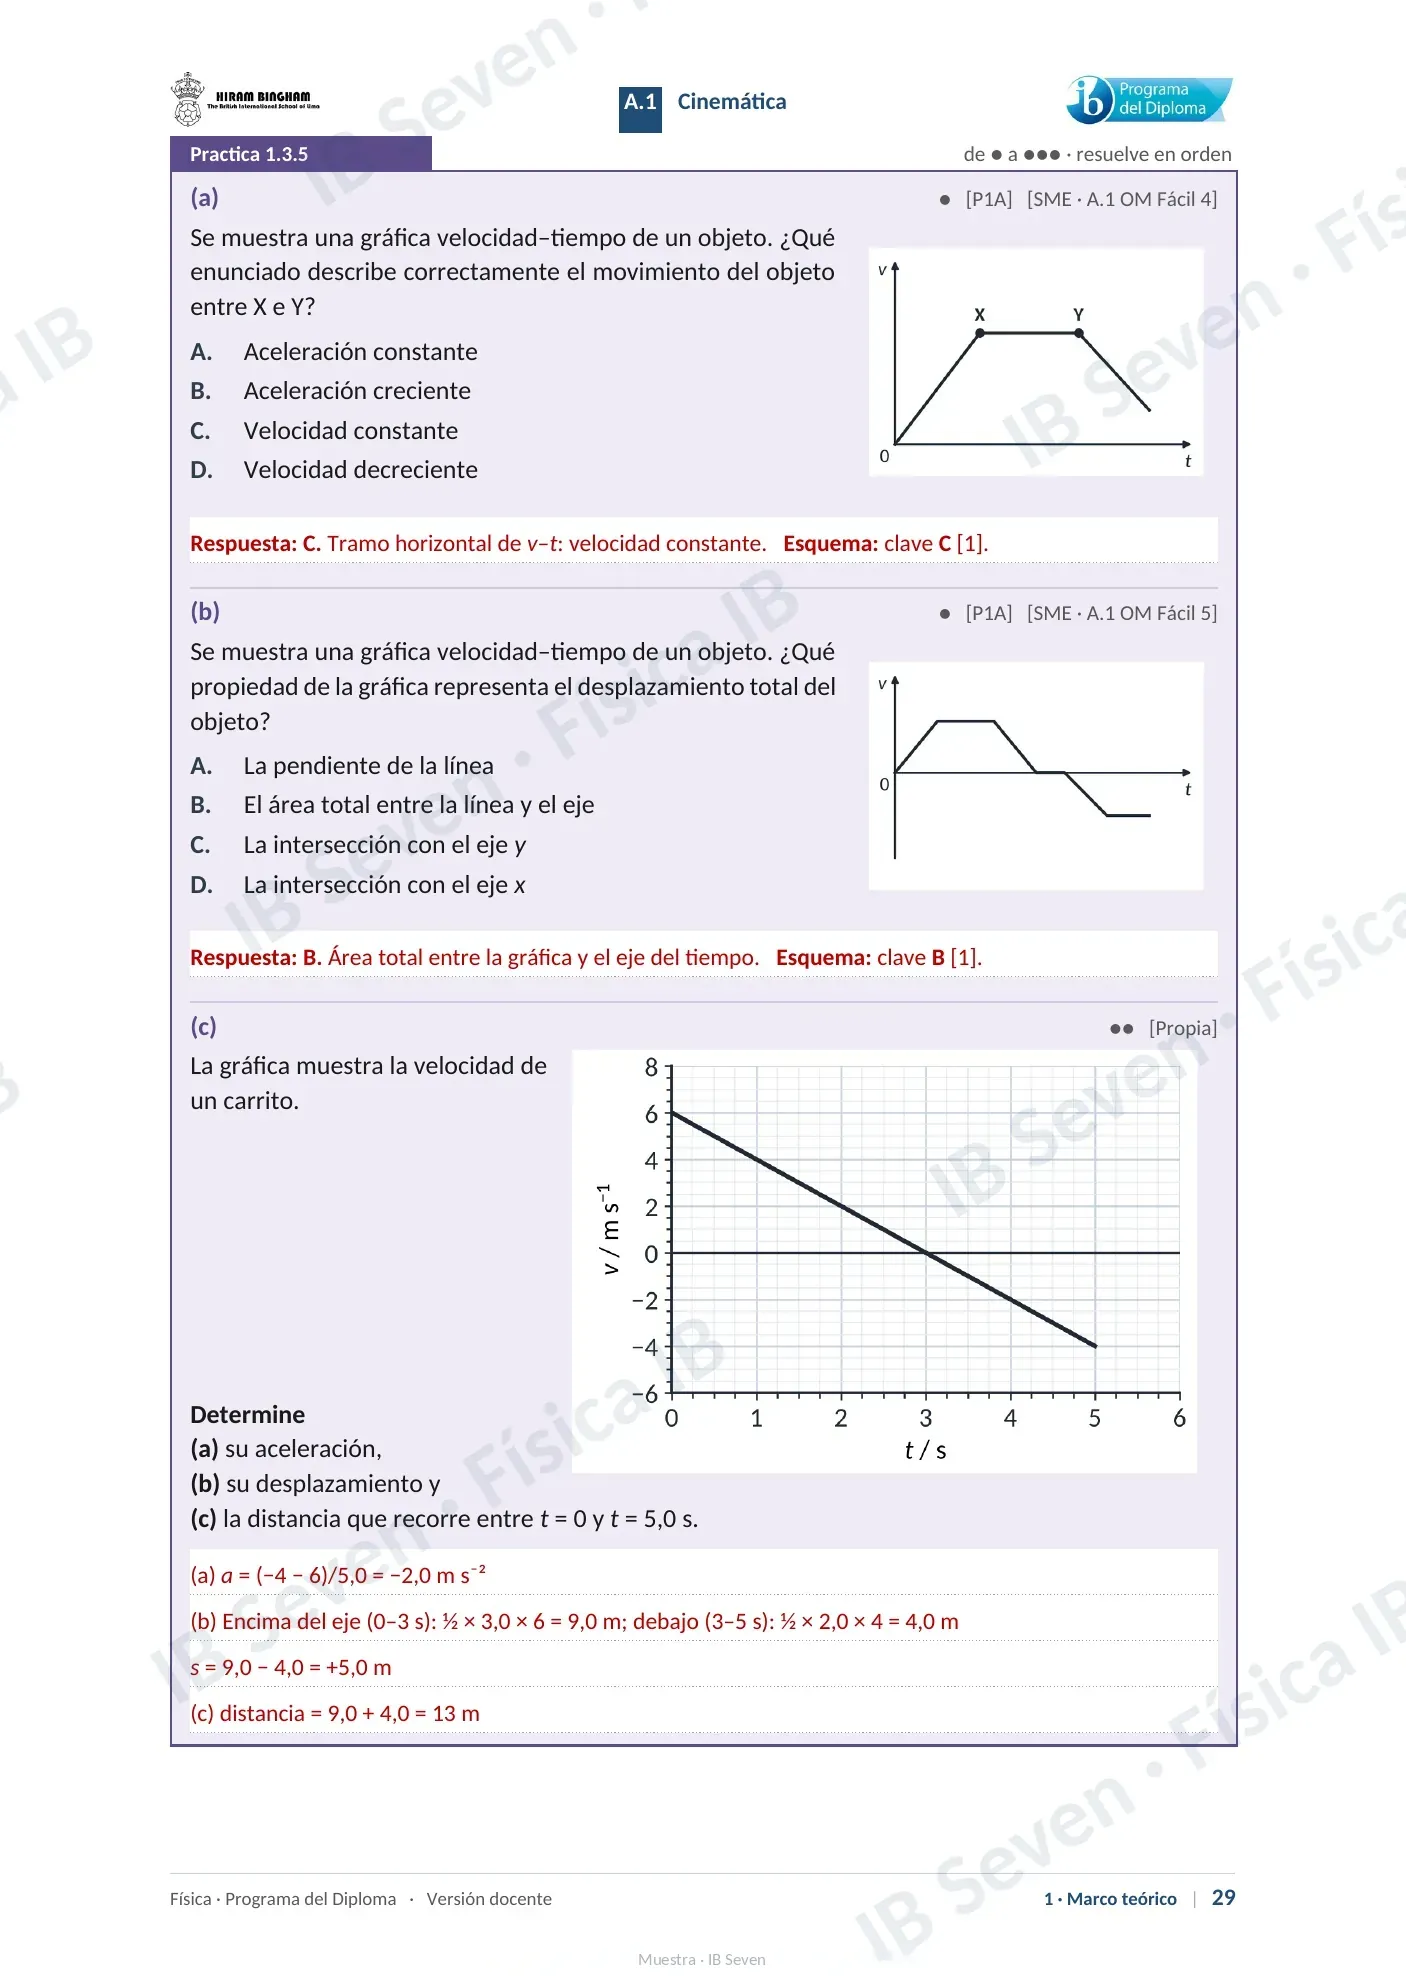 HIRAM BINGHAM
The British International School of Lima
A.1 Cinemática
Programa
del Diploma
Practica 1.3.5
de ● a ●●● · resuelve en orden
(a)
● [P1A] [SME · A.1 OM Fácil 4]
Se muestra una gráfica velocidad–tiempo de un objeto. ¿Qué
enunciado describe correctamente el movimiento del objeto
entre X e Y?
A. Aceleración constante
B. Aceleración creciente
C. Velocidad constante
D. Velocidad decreciente
v
X Y
0
t
Respuesta: C. Tramo horizontal de v–t: velocidad constante. Esquema: clave C [1].
(b)
● [P1A] [SME · A.1 OM Fácil 5]
Se muestra una gráfica velocidad–tiempo de un objeto. ¿Qué
propiedad de la gráfica representa el desplazamiento total del
objeto?
A. La pendiente de la línea
B. El área total entre la línea y el eje
C. La intersección con el eje y
D. La intersección con el eje x
v
0
t
Respuesta: B. Área total entre la gráfica y el eje del tiempo. Esquema: clave B [1].
(c)
●● [Propia]
La gráfica muestra la velocidad de
un carrito.
8
6
4
2
0
−2
−4
−6
v / m s⁻¹
0 1 2 3 4 5 6
t / s
Determine
(a) su aceleración,
(b) su desplazamiento y
(c) la distancia que recorre entre t = 0 y t = 5,0 s.
(a) a = (−4 − 6)/5,0 = −2,0 m s⁻²
(b) Encima del eje (0–3 s): ½ × 3,0 × 6 = 9,0 m; debajo (3–5 s): ½ × 2,0 × 4 = 4,0 m
s = 9,0 − 4,0 = +5,0 m
(c) distancia = 9,0 + 4,0 = 13 m
Física · Programa del Diploma · Versión docente
1 · Marco teórico | 29
Muestra · IB Seven
IB Seven · Física IB